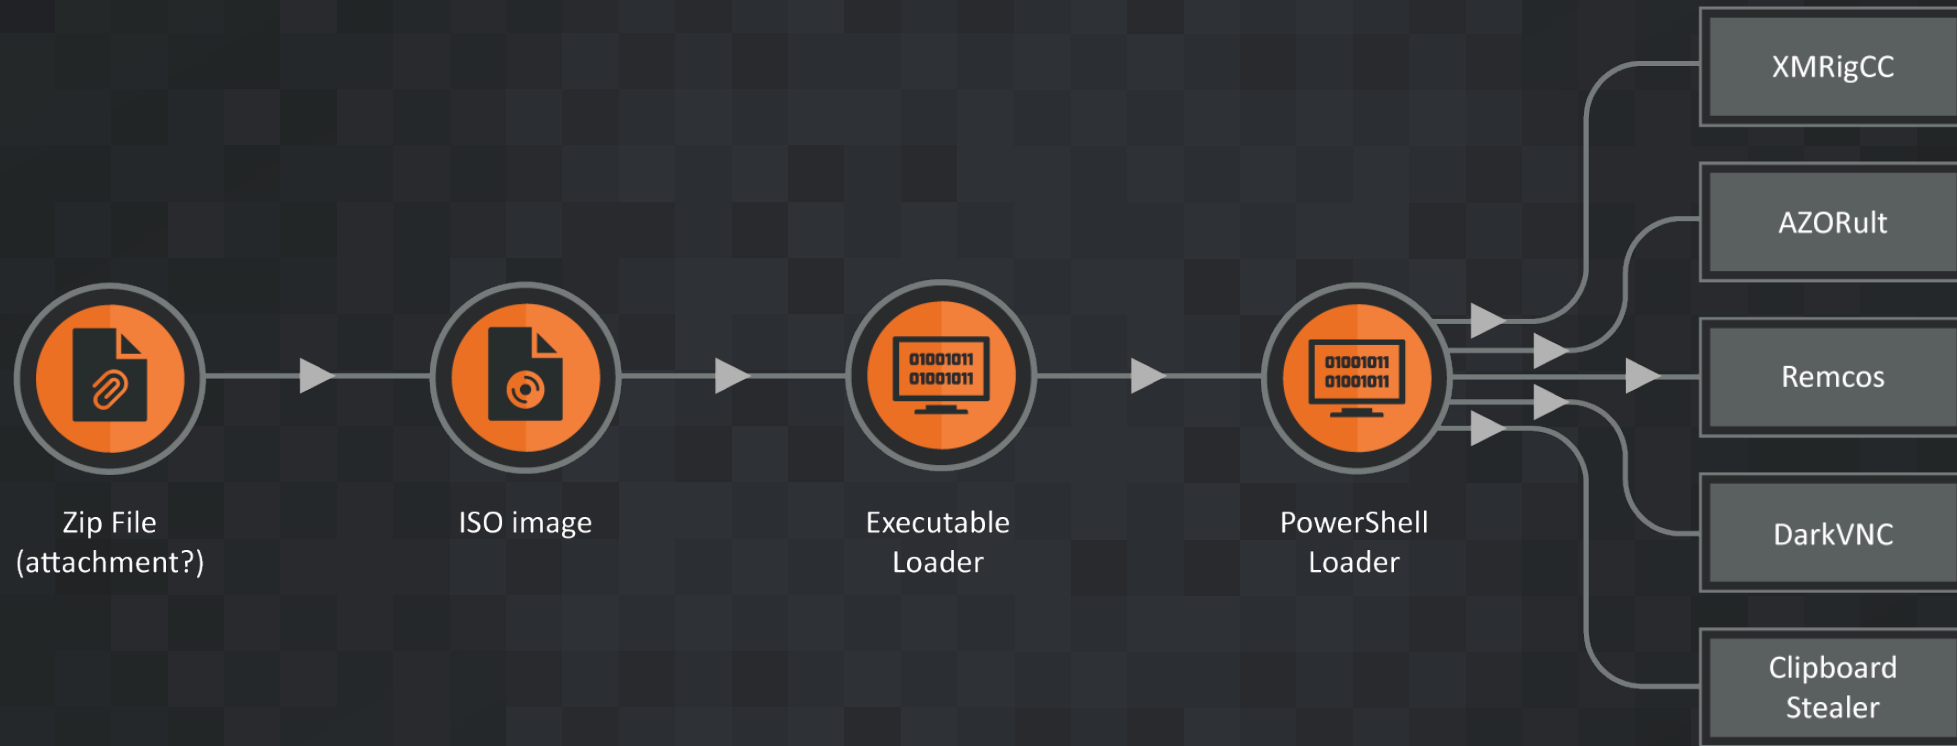 XMRigCC
AZORult
Remcos
DarkVNC
Clipboard
Stealer
01001011
01001011
01001011
01001011
Zip File
(attachment?)
ISO image
Executable
Loader
PowerShell
Loader